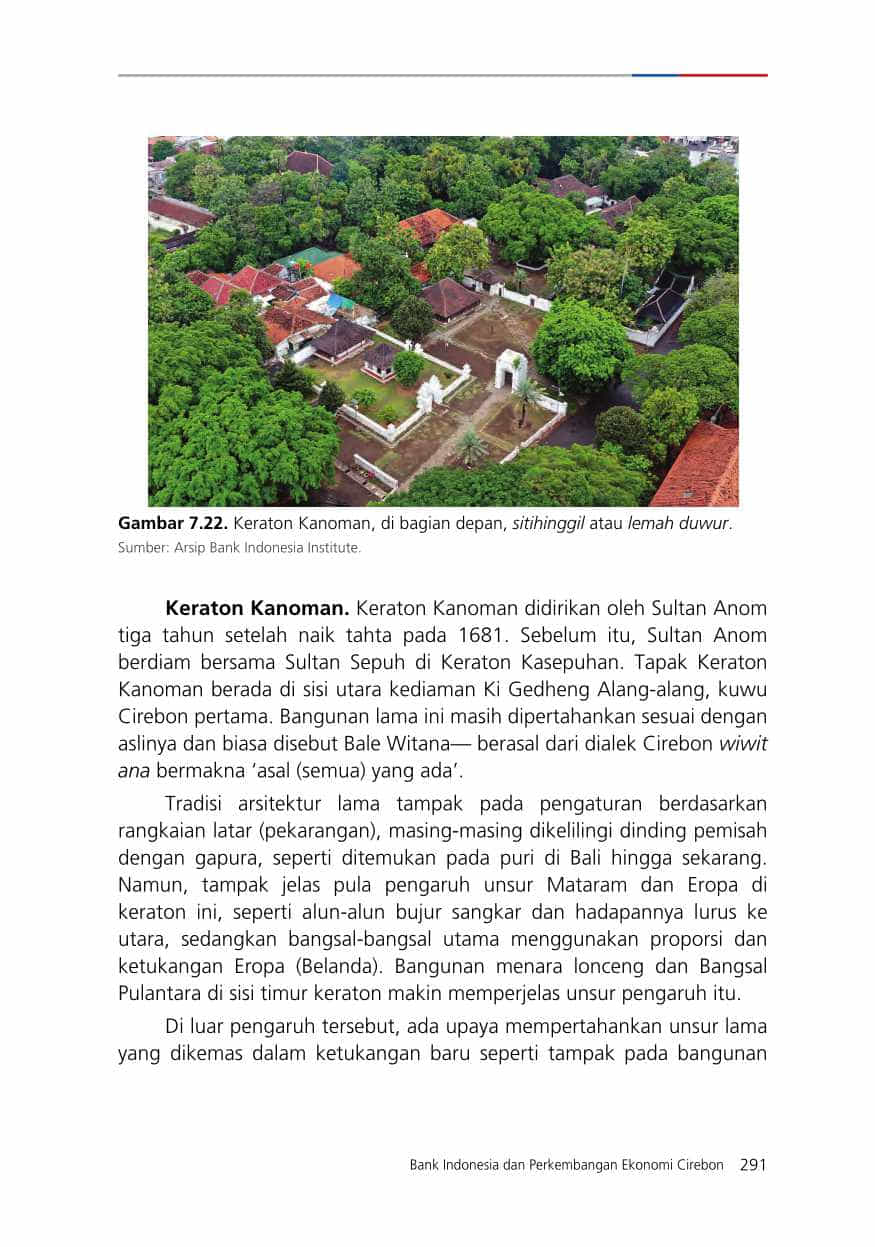 Gambar 7.22. Keraton Kanoman, di bagian depan, sitihinggil atau lemah duwur.
Sumber: Arsip Bank Indonesia Institute.
Keraton Kanoman. Keraton Kanoman didirikan oleh Sultan Anom
tiga tahun setelah naik tahta pada 1681. Sebelum itu, Sultan Anom
berdiam bersama Sultan Sepuh di Keraton Kasepuhan. Tapak Keraton
Kanoman berada di sisi utara kediaman Ki Gedheng Alang-alang, kuwu
Cirebon pertama. Bangunan lama ini masih dipertahankan sesuai dengan
aslinya dan biasa disebut Bale Witana— berasal dari dialek Cirebon wiwit
ana bermakna ‘asal (semua) yang ada’.
Tradisi arsitektur lama tampak pada pengaturan berdasarkan
rangkaian latar (pekarangan), masing-masing dikelilingi dinding pemisah
dengan gapura, seperti ditemukan pada puri di Bali hingga sekarang.
Namun, tampak jelas pula pengaruh unsur Mataram dan Eropa di
keraton ini, seperti alun-alun bujur sangkar dan hadapannya lurus ke
utara, sedangkan bangsal-bangsal utama menggunakan proporsi dan
ketukangan Eropa (Belanda). Bangunan menara lonceng dan Bangsal
Pulantara di sisi timur keraton makin memperjelas unsur pengaruh itu.
Di luar pengaruh tersebut, ada upaya mempertahankan unsur lama
yang dikemas dalam ketukangan baru seperti tampak pada bangunan
Bank Indonesia dan Perkembangan Ekonomi Cirebon 291